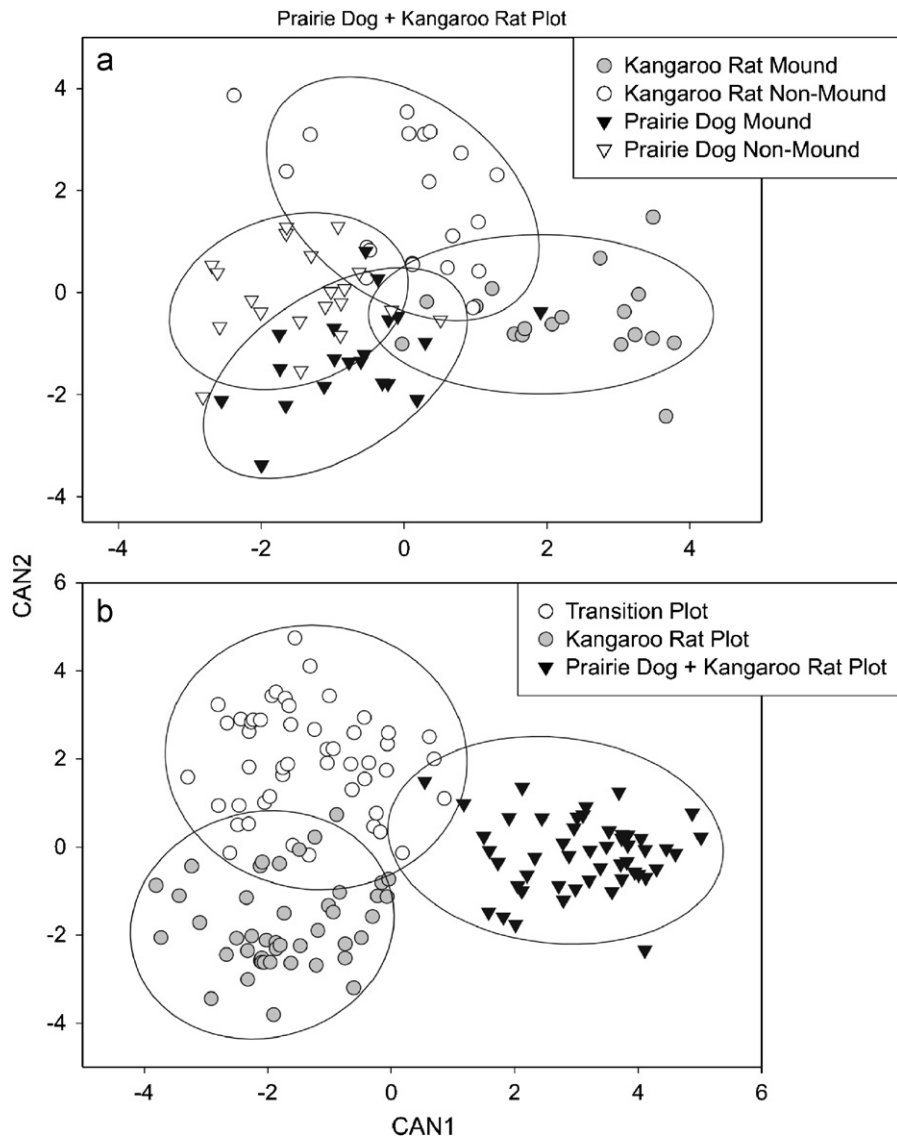 Prairie Dog + Kangaroo Rat Plot
a
Kangaroo Rat Mound
Kangaroo Rat Non-Mound
Prairie Dog Mound
Prairie Dog Non-Mound
4
2
0
-2
-4
-4 -2 0 2 4
CAN2
b
Transition Plot
Kangaroo Rat Plot
Prairie Dog + Kangaroo Rat Plot
6
4
2
0
-2
-4
-4 -2 0 2 4 6
CAN1